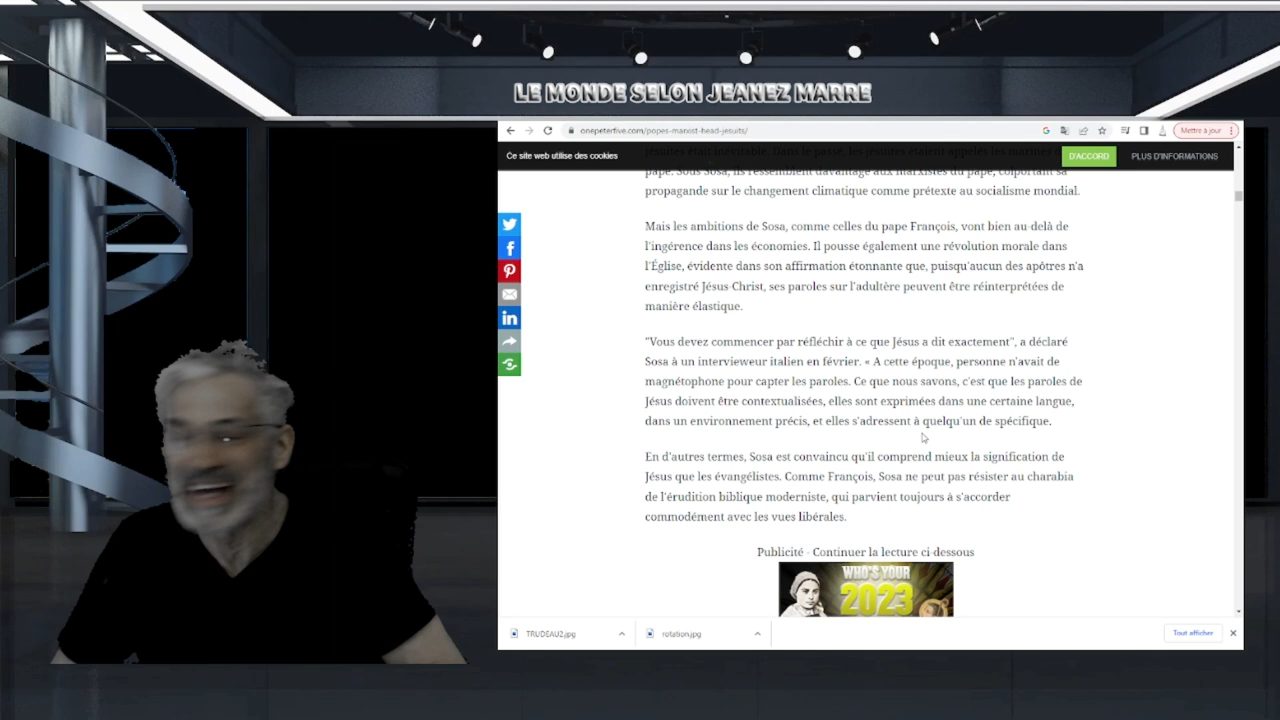 LE MONDE SELON JEANEZ MARRE
onepeterfive.com/popes-marxist-head-jesuits/
Mettre à jour
Ce site web utilise des cookies
D'ACCORD
PLUS D'INFORMATIONS
pape. Sous Sosa, ils ressemblent davantage aux marxistes du pape, colportant sa
propagande sur le changement climatique comme prétexte au socialisme mondial.
Mais les ambitions de Sosa, comme celles du pape François, vont bien au-delà de
l'ingérence dans les économies. Il pousse également une révolution morale dans
l'Église, évidente dans son affirmation étonnante que, puisqu'aucun des apôtres n'a
enregistré Jésus-Christ, ses paroles sur l'adultère peuvent être réinterprétées de
manière élastique.
"Vous devez commencer par réfléchir à ce que Jésus a dit exactement", a déclaré
Sosa à un intervieweur italien en février. « A cette époque, personne n'avait de
magnétophone pour capter les paroles. Ce que nous savons, c'est que les paroles de
Jésus doivent être contextualisées, elles sont exprimées dans une certaine langue,
dans un environnement précis, et elles s'adressent à quelqu'un de spécifique.
En d'autres termes, Sosa est convaincu qu'il comprend mieux la signification de
Jésus que les évangélistes. Comme François, Sosa ne peut pas résister au charabia
de l'érudition biblique moderniste, qui parvient toujours à s'accorder
commodément avec les vues libérales.
Publicité - Continuer la lecture ci-dessous
WHO'S YOUR
2023
TRUDEAU2.jpg
rotation.jpg
Tout afficher